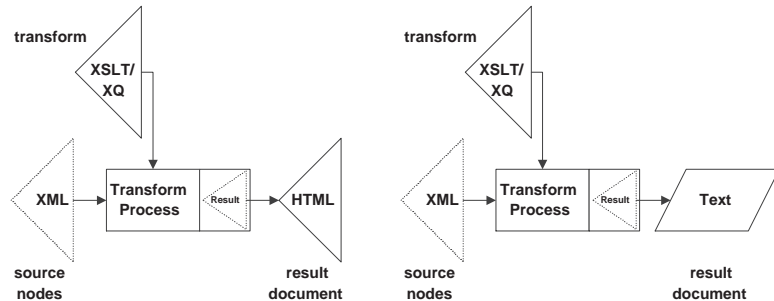 transform
XSLT/
XQ
XML
Transform
Process
Result
HTML
source
nodes
result
document
transform
XSLT/
XQ
XML
Transform
Process
Result
Text
source
nodes
result
document